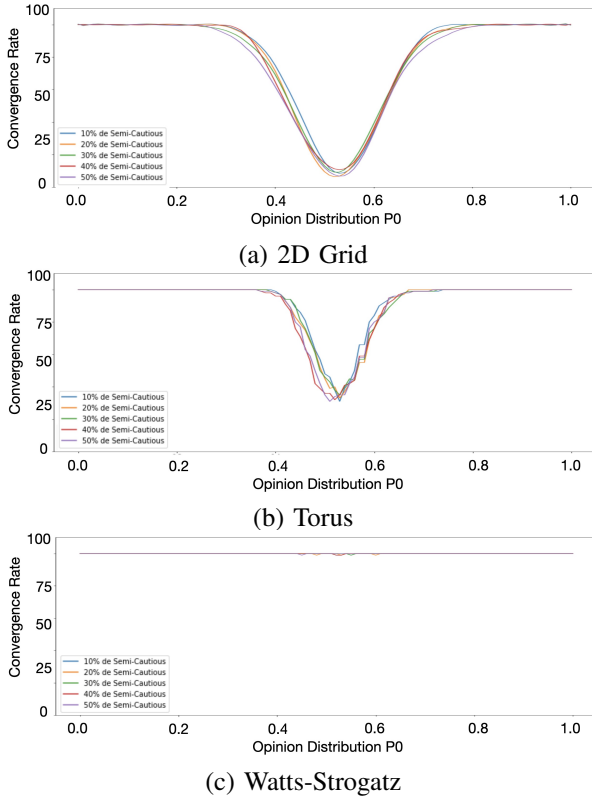 Convergence Rate
100
75
50
25
0
10% de Semi-Cautious
20% de Semi-Cautious
30% de Semi-Cautious
40% de Semi-Cautious
50% de Semi-Cautious
0.0 0.2 0.4 0.6 0.8 1.0
Opinion Distribution P0
(a) 2D Grid
Convergence Rate
100
75
50
25
0
10% de Semi-Cautious
20% de Semi-Cautious
30% de Semi-Cautious
40% de Semi-Cautious
50% de Semi-Cautious
0.0 0.2 0.4 0.6 0.8 1.0
Opinion Distribution P0
(b) Torus
Convergence Rate
100
75
50
25
0
10% de Semi-Cautious
20% de Semi-Cautious
30% de Semi-Cautious
40% de Semi-Cautious
50% de Semi-Cautious
0.0 0.2 0.4 0.6 0.8 1.0
Opinion Distribution P0
(c) Watts-Strogatz